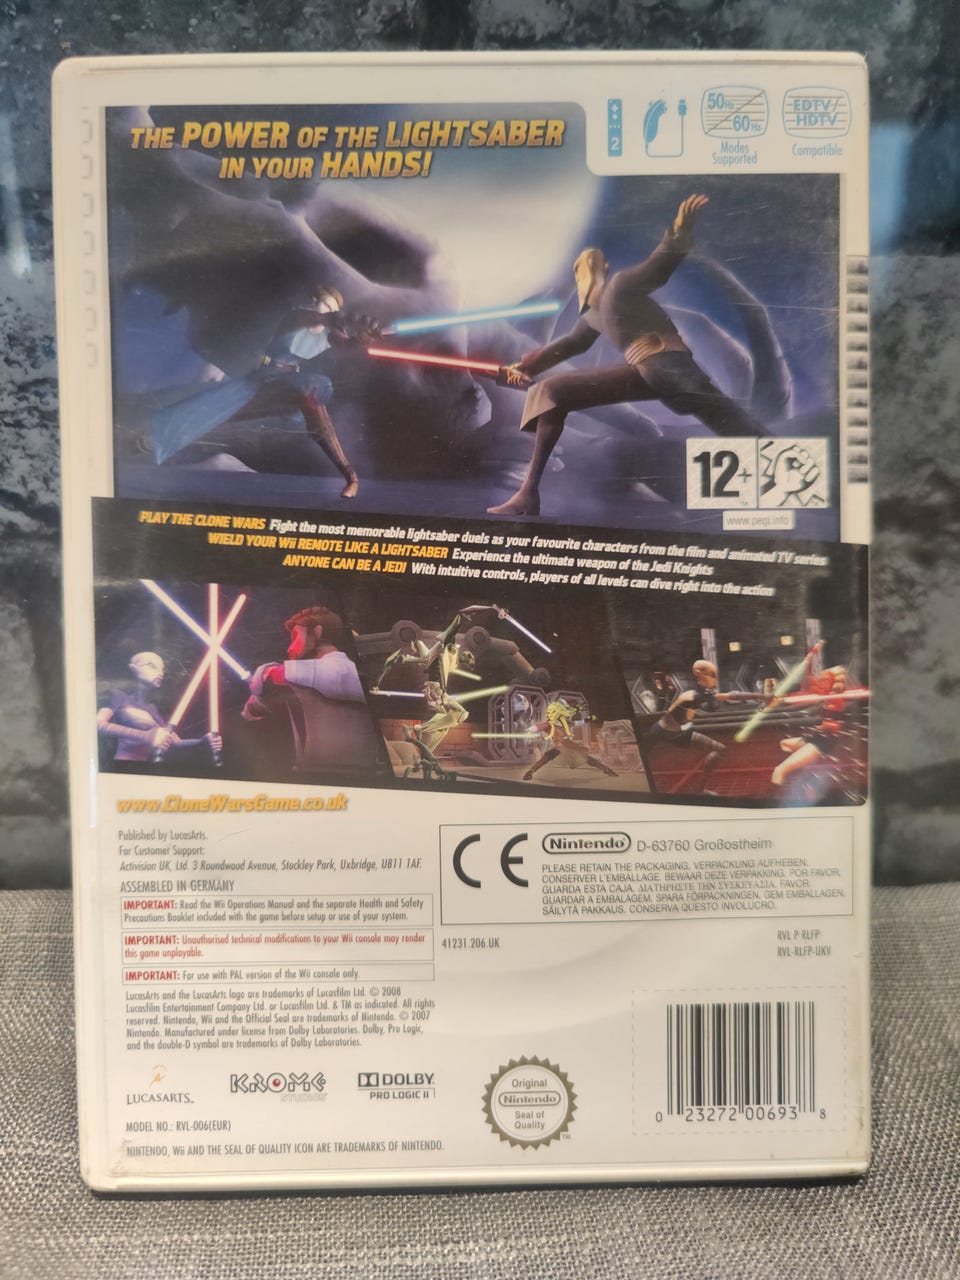 THE POWER OF THE LIGHTSABER
IN YOUR HANDS!
2
50Hz
60Hz
Modes
Supported
EDTV/
HDTV
Compatible
12+
www.pegi.info
PLAY THE CLONE WARS Fight the most memorable lightsaber duels as your favourite characters from the film and animated TV series
WIELD YOUR Wii REMOTE LIKE A LIGHTSABER Experience the ultimate weapon of the Jedi Knights
ANYONE CAN BE A JEDI With intuitive controls, players of all levels can dive right into the action
www.CloneWarsGame.co.uk
Published by LucasArts.
For Customer Support:
Activision UK, Ltd. 3 Roundwood Avenue, Stockley Park, Uxbridge, UB11 1AF.
ASSEMBLED IN GERMANY
IMPORTANT: Read the Wii Operations Manual and the separate Health and Safety
Precautions Booklet included with the game before setup or use of your system.
IMPORTANT: Unauthorised technical modifications to your Wii console may render
this game unplayable.
IMPORTANT: For use with PAL version of the Wii console only.
LucasArts and the LucasArts logo are trademarks of Lucasfilm Ltd. © 2008
Lucasfilm Entertainment Company Ltd. or Lucasfilm Ltd. & TM as indicated. All rights
reserved. Nintendo, Wii and the Official Seal are trademarks of Nintendo. © 2007
Nintendo. Manufactured under license from Dolby Laboratories. Dolby, Pro Logic,
and the double-D symbol are trademarks of Dolby Laboratories.
CE
Nintendo D-63760 Großostheim
PLEASE RETAIN THE PACKAGING. VERPACKUNG AUFHEBEN.
CONSERVER L'EMBALLAGE. BEWAAR DEZE VERPAKKING. POR FAVOR,
GUARDA ESTA CAJA. ΔΙΑΤΗΡΗΣΤΕ ΤΗΝ ΣΥΣΚΕΥΑΣΙΑ. FAVOR
GUARDAR A EMBALAGEM. SPARA FÖRPACKNINGEN. GEM EMBALLAGEN.
SÄILYTÄ PAKKAUS. CONSERVA QUESTO INVOLUCRO.
41231.206.UK
RVL P RLFP
RVL-RLFP-UKV
LUCASARTS
KROME
STUDIOS
DOLBY
PRO LOGIC II
Original
Nintendo
Seal of
Quality
TM
0 23272 00693 8
MODEL NO.: RVL-006(EUR)
NINTENDO, Wii AND THE SEAL OF QUALITY ICON ARE TRADEMARKS OF NINTENDO.